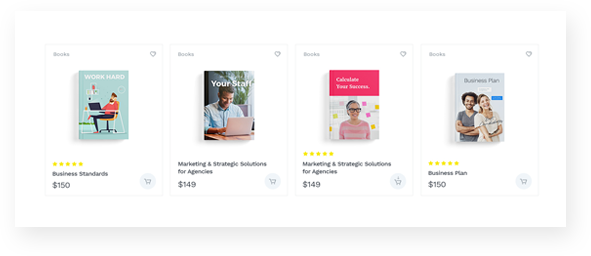 Books
WORK HARD
Business Standards
$150
Books
Your Staff
Marketing & Strategic Solutions
for Agencies
$149
Books
Calculate
Your Success.
Marketing & Strategic Solutions
for Agencies
$149
Books
Business Plan
Business Plan
$150